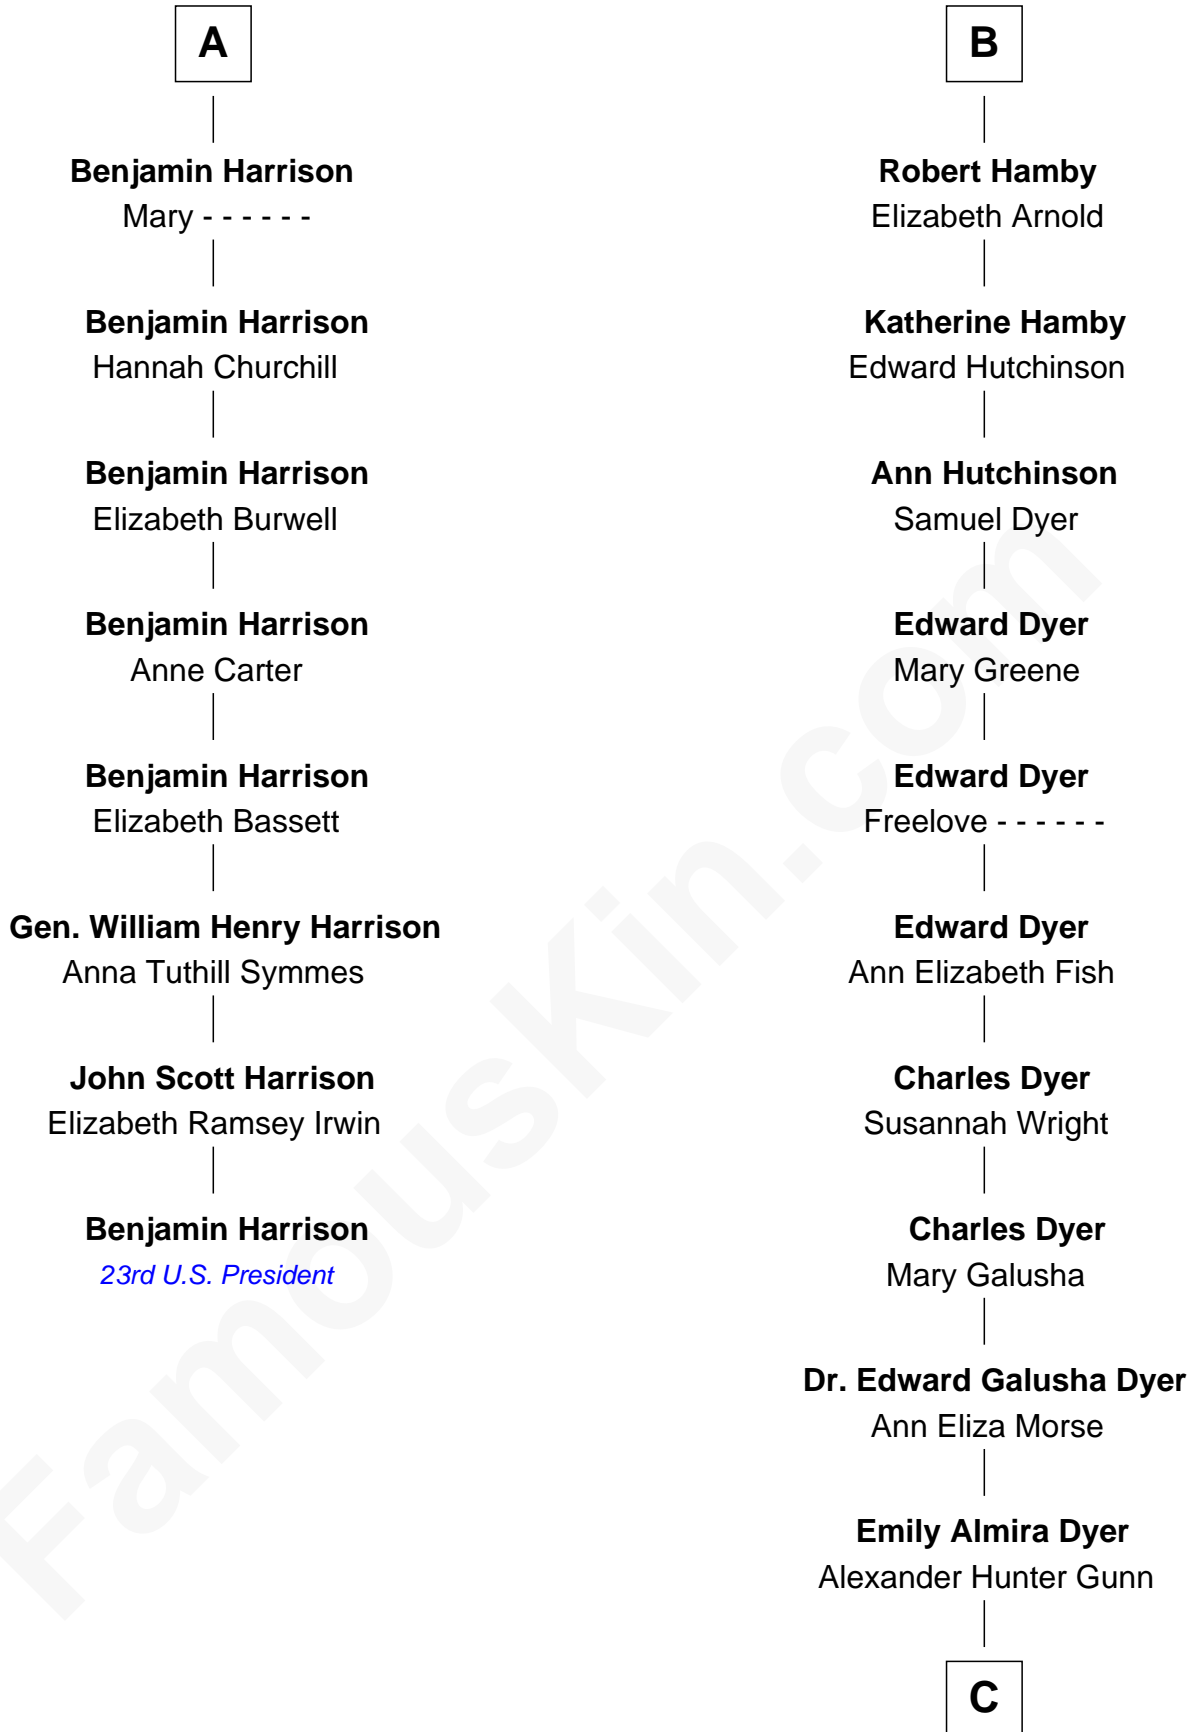 A
Benjamin Harrison
Mary - - - - - -
Benjamin Harrison
Hannah Churchill
Benjamin Harrison
Elizabeth Burwell
Benjamin Harrison
Anne Carter
Benjamin Harrison
Elizabeth Bassett
Gen. William Henry Harrison
Anna Tuthill Symmes
John Scott Harrison
Elizabeth Ramsey Irwin
Benjamin Harrison
23rd U.S. President
B
Robert Hamby
Elizabeth Arnold
Katherine Hamby
Edward Hutchinson
Ann Hutchinson
Samuel Dyer
Edward Dyer
Mary Greene
Edward Dyer
Freelove - - - - - -
Edward Dyer
Ann Elizabeth Fish
Charles Dyer
Susannah Wright
Charles Dyer
Mary Galusha
Dr. Edward Galusha Dyer
Ann Eliza Morse
Emily Almira Dyer
Alexander Hunter Gunn
C
FamousKin.com